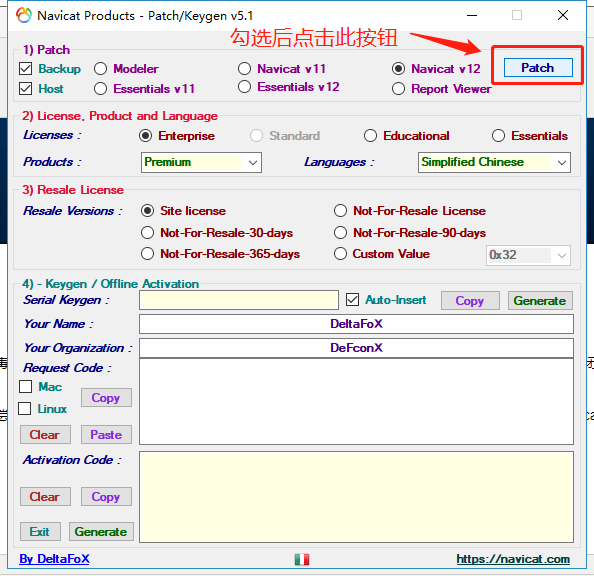 Navicat Products - Patch/Keygen v5.1
勾选后点击此按钮
1) Patch
Backup Modeler Navicat v11 Navicat v12 Patch
Host Essentials v11 Essentials v12 Report Viewer
2) License, Product and Language
Licenses : Enterprise Standard Educational Essentials
Products : Premium Languages : Simplified Chinese
3) Resale License
Resale Versions : Site license Not-For-Resale License
Not-For-Resale-30-days Not-For-Resale-90-days
Not-For-Resale-365-days Custom Value 0x32
4) - Keygen / Offline Activation
Serial Keygen : Auto-Insert Copy Generate
Your Name : DeltaFoX
Your Organization : DeFconX
Request Code :
Mac
Copy
Linux
Clear Paste
Activation Code :
Clear Copy
Exit Generate
By DeltaFoX https://navicat.com